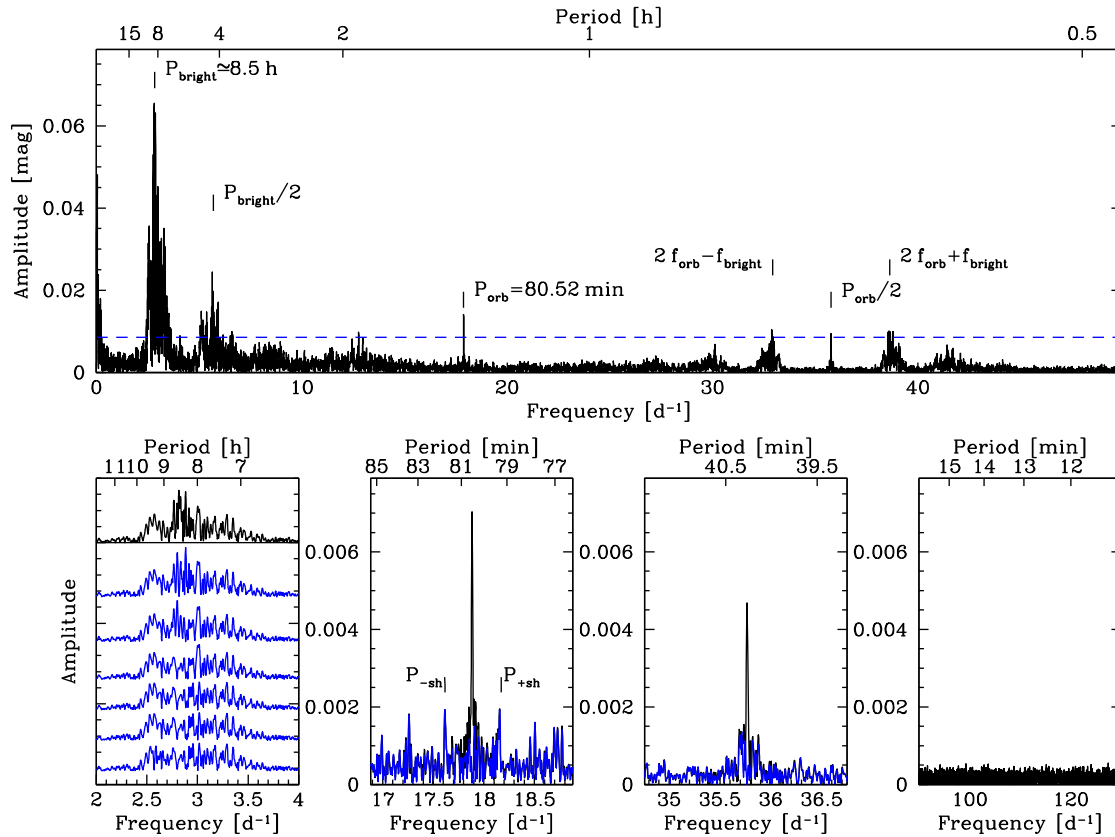 Period [h]
15 8 4 2 1 0.5
P_bright≃8.5 h
P_bright/2
2 f_orb−f_bright
2 f_orb+f_bright
P_orb=80.52 min
P_orb/2
Amplitude [mag]
0.06
0.04
0.02
0
0 10 20 30 40
Frequency [d⁻¹]
Period [h]
1110 9 8 7
Amplitude
2 2.5 3 3.5 4
Frequency [d⁻¹]
Period [min]
85 83 81 79 77
0.006
0.004
0.002
0
P_−sh
P_+sh
17 17.5 18 18.5
Frequency [d⁻¹]
Period [min]
40.5 39.5
0.006
0.004
0.002
0
35 35.5 36 36.5
Frequency [d⁻¹]
Period [min]
15 14 13 12
0.006
0.004
0.002
0
100 120
Frequency [d⁻¹]